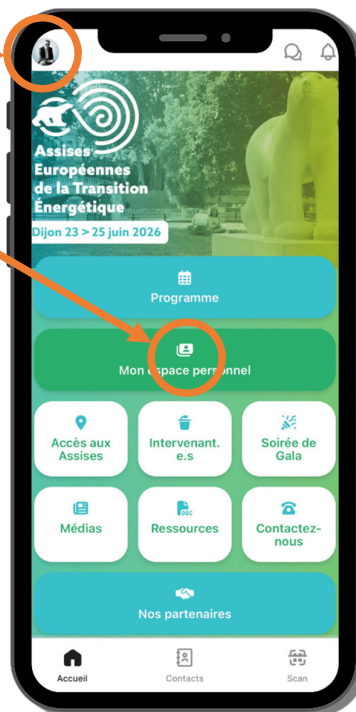 Assises
Européennes
de la Transition
Énergétique
Dijon 23 > 25 juin 2026
Programme
Mon espace personnel
Accès aux
Assises
Intervenant.
e.s
Soirée de
Gala
Médias
DOC
Ressources
Contactez-
nous
Nos partenaires
Accueil
Contacts
Scan